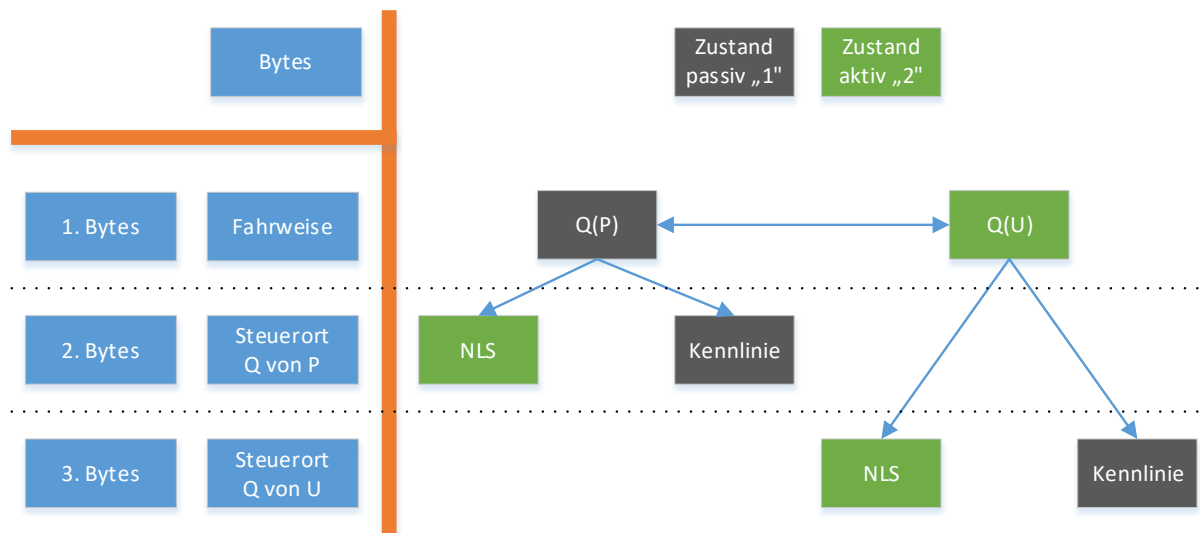 Bytes
Zustand
passiv „1"
Zustand
aktiv „2"
1. Bytes
Fahrweise
Q(P)
Q(U)
2. Bytes
Steuerort
Q von P
NLS
Kennlinie
3. Bytes
Steuerort
Q von U
NLS
Kennlinie